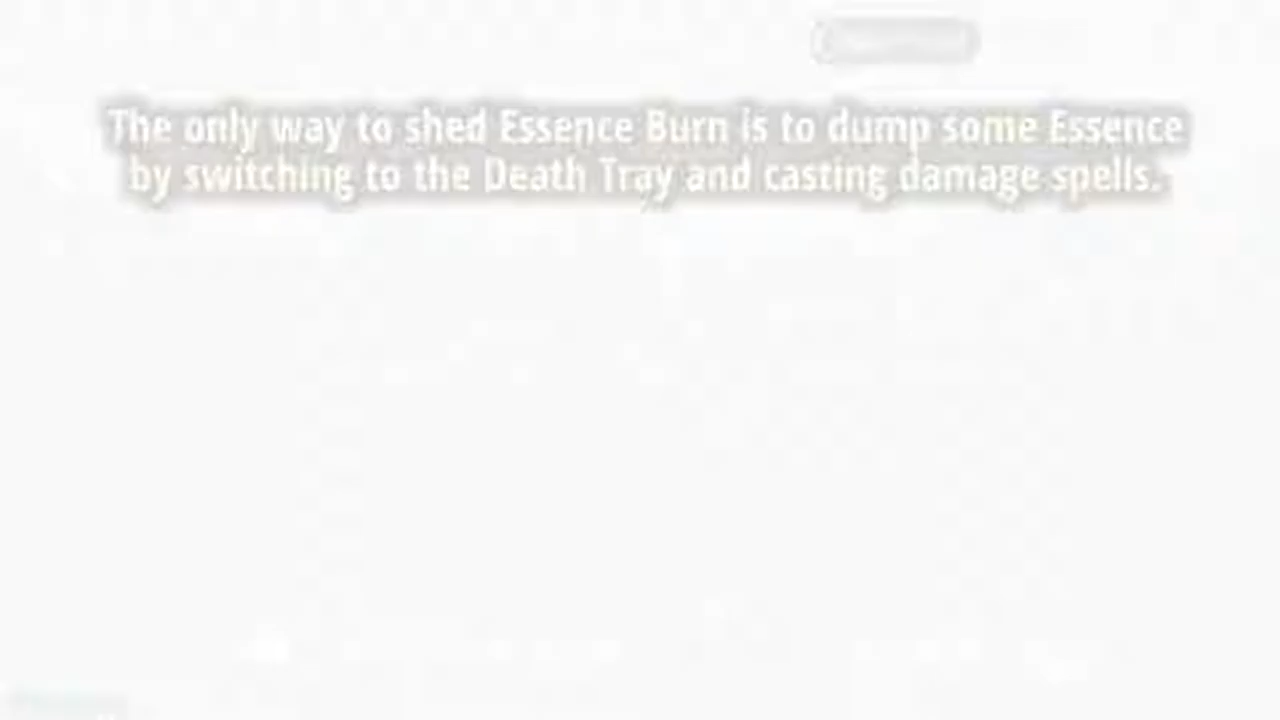 The only way to shed Essence Burn is to dump some Essence
by switching to the Death Tray and casting damage spells.